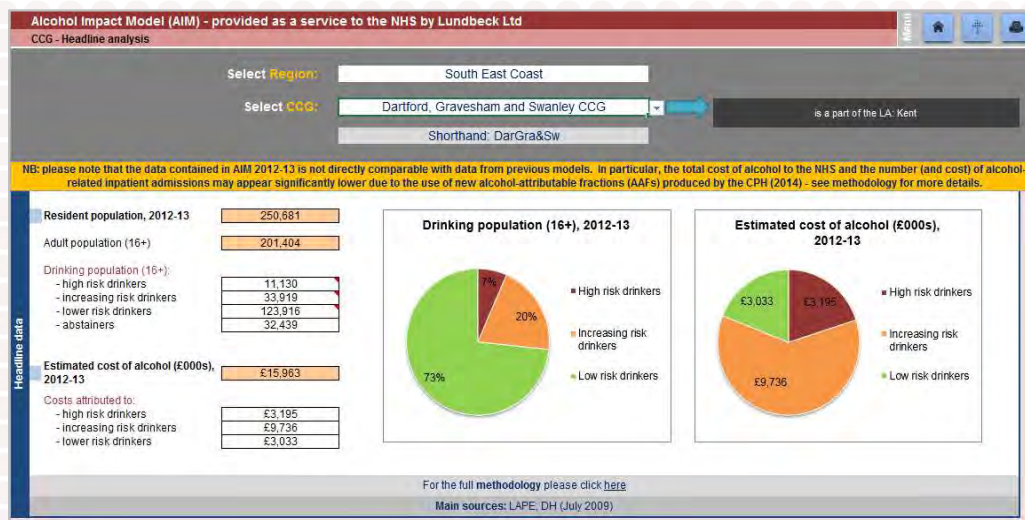 Alcohol Impact Model (AIM) - provided as a service to the NHS by Lundbeck Ltd
CCG - Headline analysis
Menu
Select Region:
South East Coast
Select CCG:
Dartford, Gravesham and Swanley CCG
is a part of the LA: Kent
Shorthand: DarGra&Sw
NB: please note that the data contained in AIM 2012-13 is not directly comparable with data from previous models. In particular, the total cost of alcohol to the NHS and the number (and cost) of alcohol-
related inpatient admissions may appear significantly lower due to the use of new alcohol-attributable fractions (AAFs) produced by the CPH (2014) - see methodology for more details.
Headline data
Resident population, 2012-13 250,681
Adult population (16+) 201,404
Drinking population (16+):
- high risk drinkers 11,130
- increasing risk drinkers 33,919
- lower risk drinkers 123,916
- abstainers 32,439
Estimated cost of alcohol (£000s),
2012-13 £15,963
Costs attributed to:
- high risk drinkers £3,195
- increasing risk drinkers £9,736
- lower risk drinkers £3,033
Drinking population (16+), 2012-13
7%
20%
73%
High risk drinkers
Increasing risk
drinkers
Low risk drinkers
Estimated cost of alcohol (£000s),
2012-13
£3,033
£3,195
£9,736
High risk drinkers
Increasing risk
drinkers
Low risk drinkers
For the full methodology please click here
Main sources: LAPE, DH (July 2009)